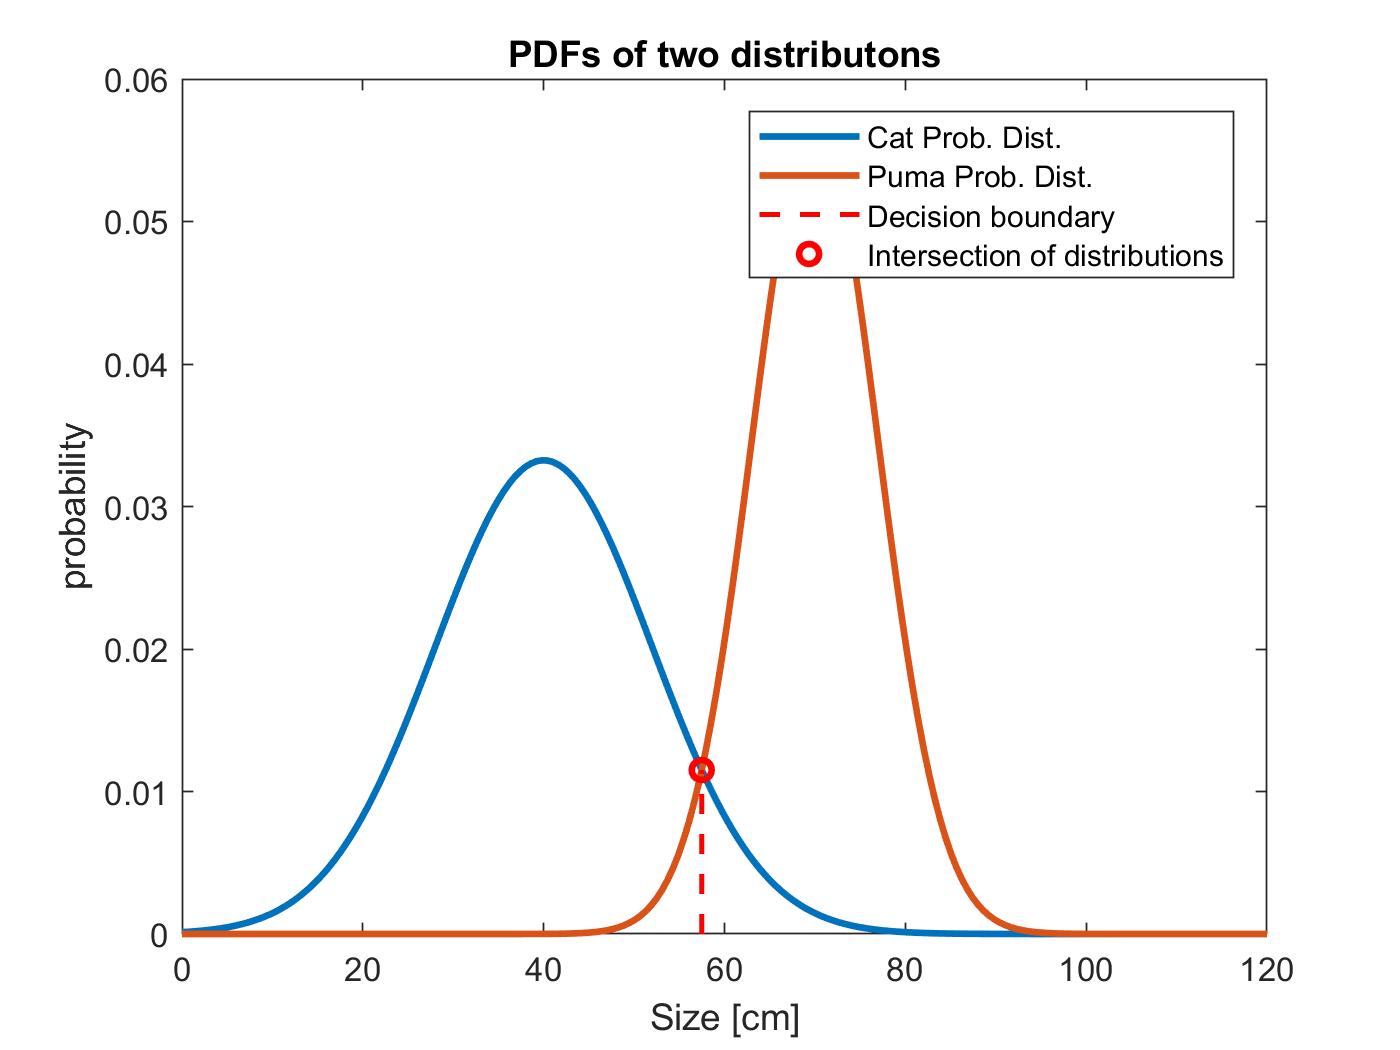 PDFs of two distributons
0.06
0.05
0.04
0.03
0.02
0.01
0
probability
Cat Prob. Dist.
Puma Prob. Dist.
Decision boundary
Intersection of distributions
0 20 40 60 80 100 120
Size [cm]